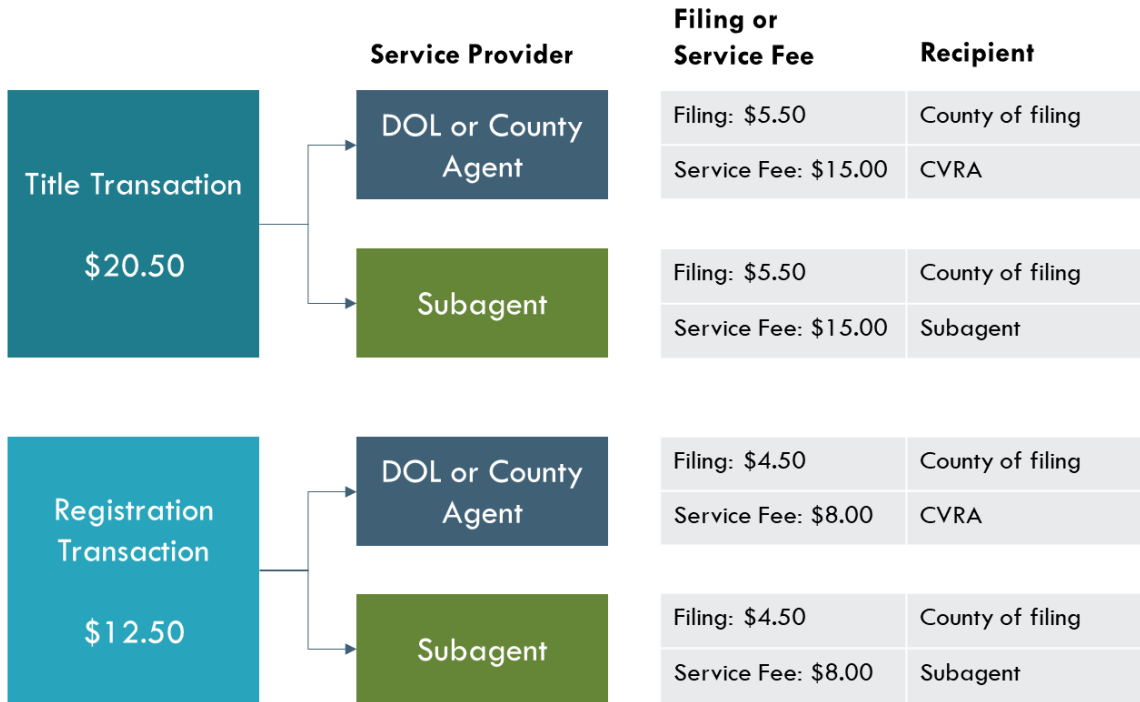 Filing or
Service Provider Service Fee Recipient
Title Transaction
$20.50
DOL or County
Agent
Filing: $5.50 County of filing
Service Fee: $15.00 CVRA
Subagent
Filing: $5.50 County of filing
Service Fee: $15.00 Subagent
Registration
Transaction
$12.50
DOL or County
Agent
Filing: $4.50 County of filing
Service Fee: $8.00 CVRA
Subagent
Filing: $4.50 County of filing
Service Fee: $8.00 Subagent